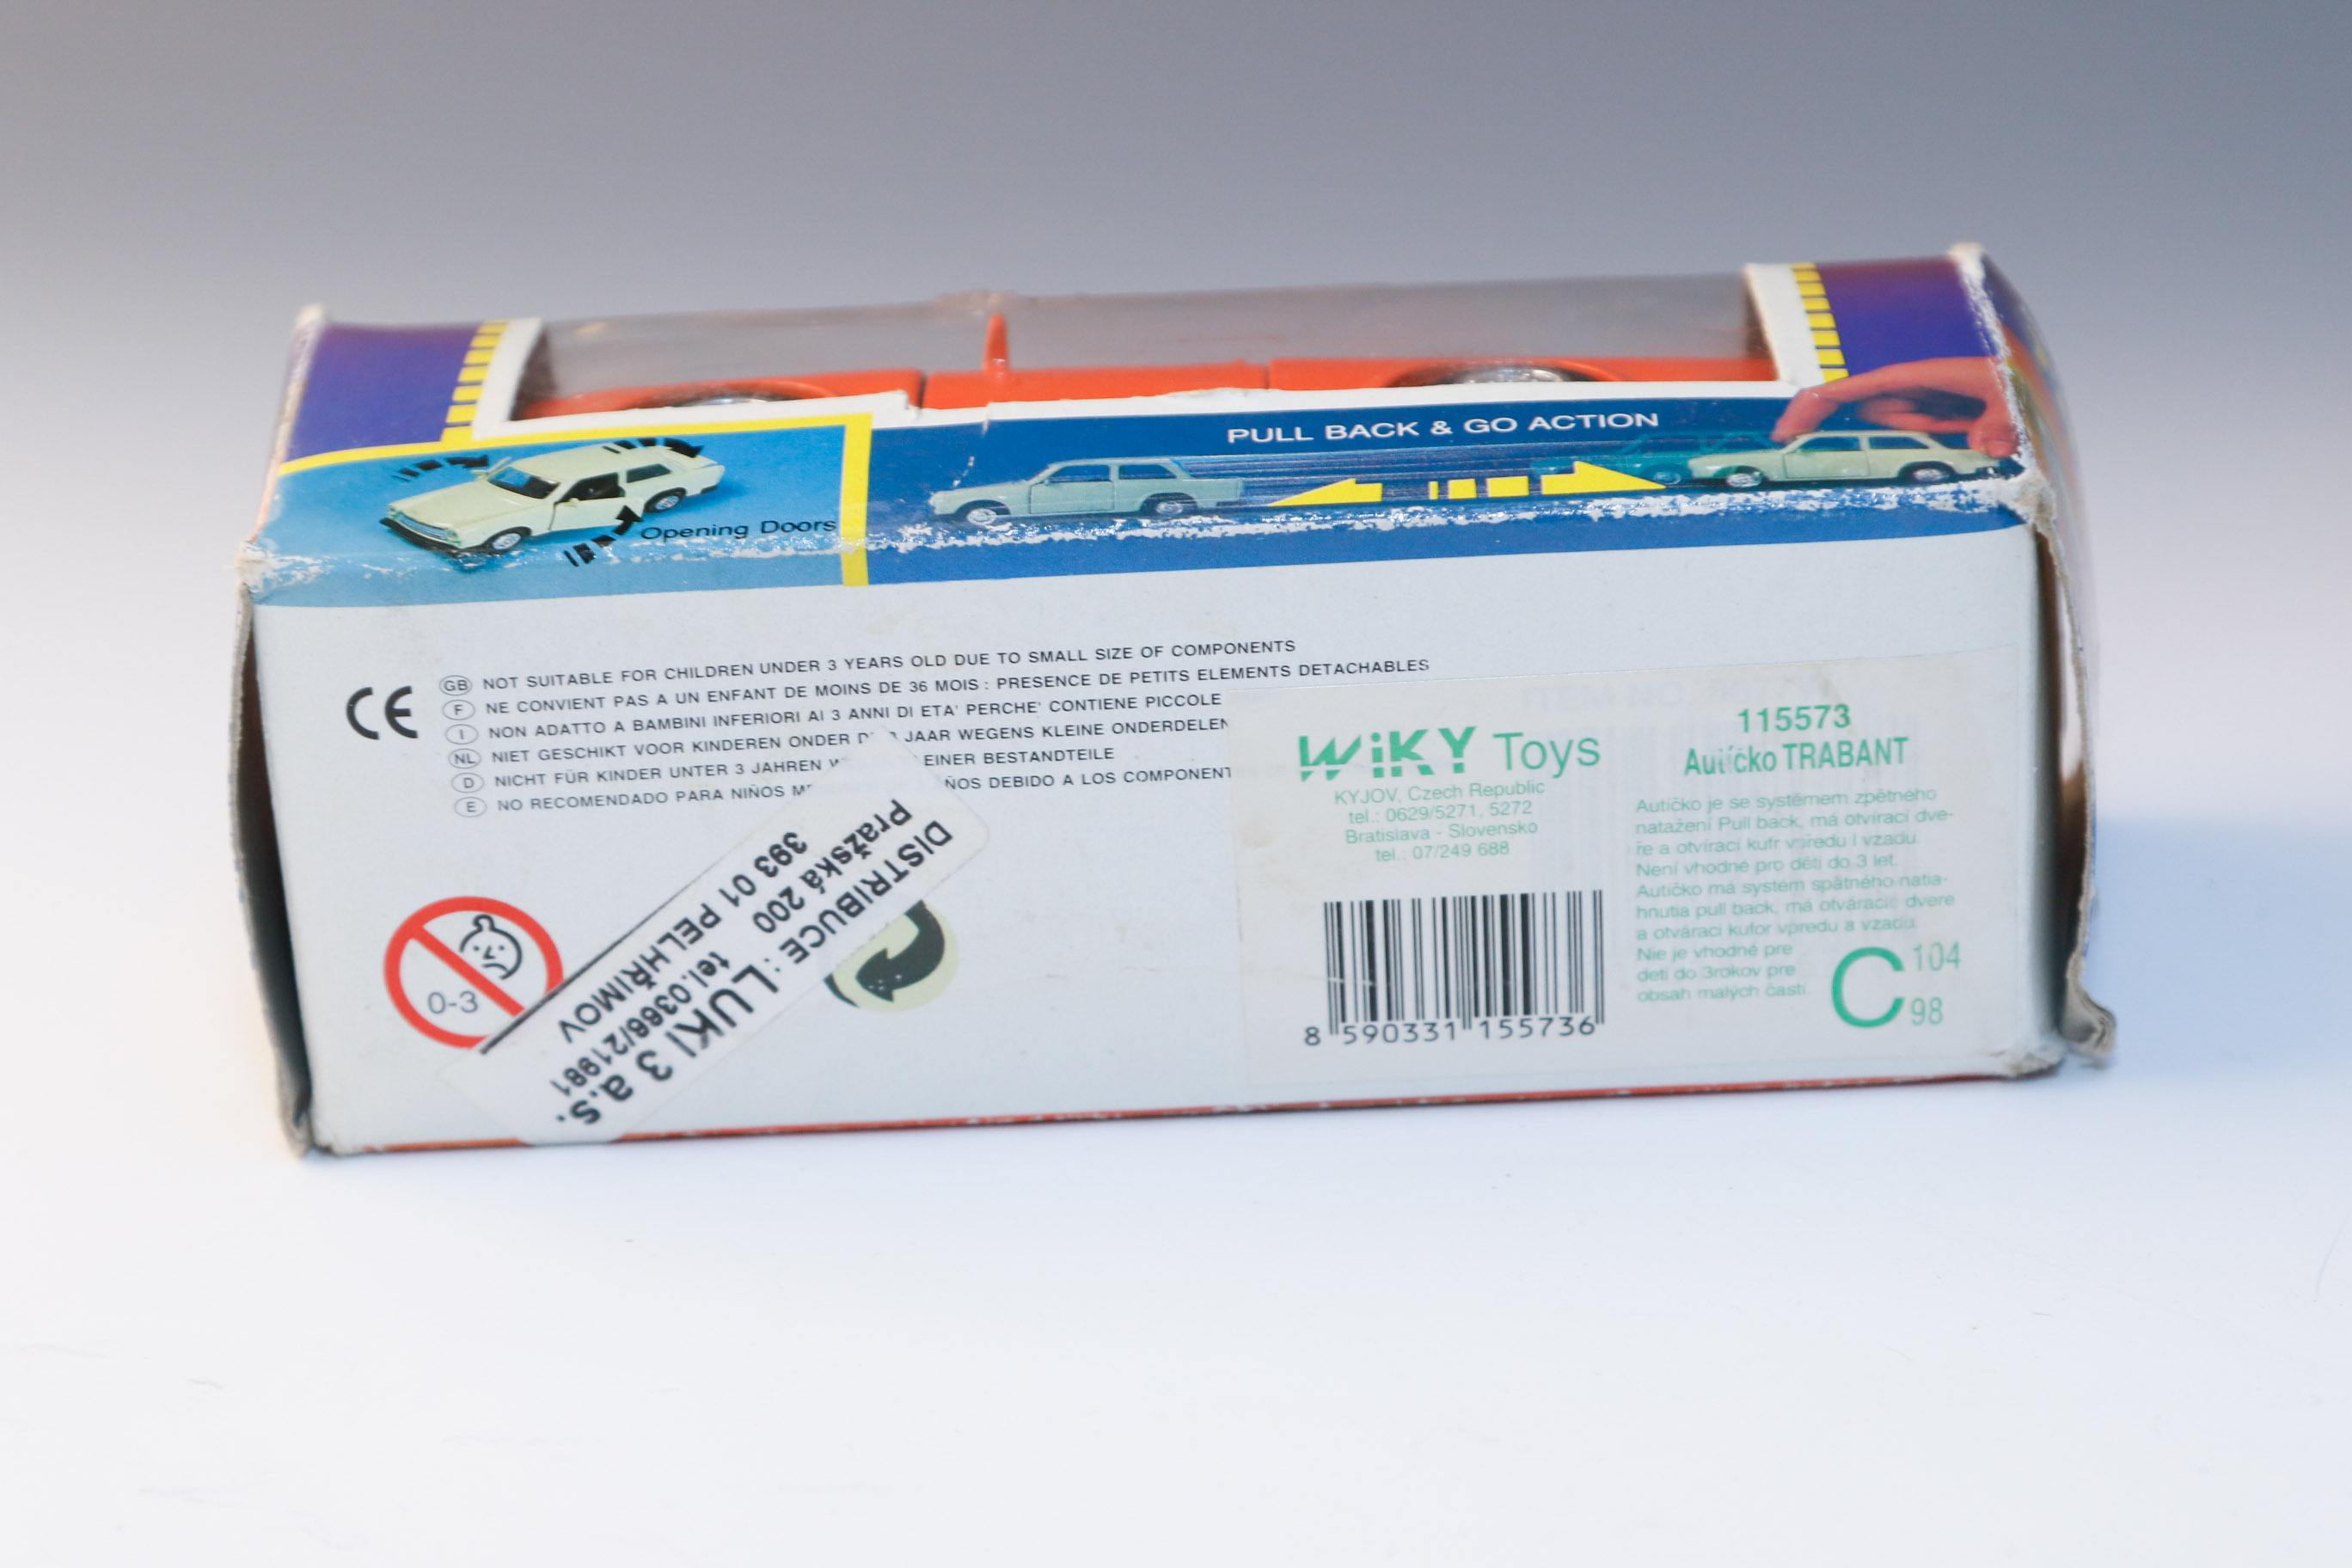 PULL BACK & GO ACTION
Opening Doors
CE
GB NOT SUITABLE FOR CHILDREN UNDER 3 YEARS OLD DUE TO SMALL SIZE OF COMPONENTS
F NE CONVIENT PAS A UN ENFANT DE MOINS DE 36 MOIS : PRESENCE DE PETITS ELEMENTS DETACHABLES
I NON ADATTO A BAMBINI INFERIORI AI 3 ANNI DI ETA' PERCHE' CONTIENE PICCOLE
NL NIET GESCHIKT VOOR KINDEREN ONDER JAAR WEGENS KLEINE ONDERDELEN
D NICHT FÜR KINDER UNTER 3 JAHREN EINER BESTANDTEILE
E NO RECOMENDADO PARA NIÑOS DEBIDO A LOS COMPONENT
0-3
DISTRIBUCE : LUKI 3 a.s.
Pražská 200 tel.0366/21981
393 01 PELHŘIMOV
WiKY Toys
KYJOV, Czech Republic
tel.: 0629/5271, 5272
Bratislava - Slovensko
tel.: 07/249 688
8 590331 155736
115573
Autíčko TRABANT
Autíčko je se systémem zpětného
natažení Pull back, má otvírací dve-
ře a otvírací kufr vpředu I vzadu.
Není vhodné pro děti do 3 let.
Autíčko má systém spätného natia-
hnutia pull back, má otváracie dvere
a otvárací kufor vpredu a vzadu.
Nie je vhodné pre
deti do 3rokov pre
obsah malých častí.
C 104
98